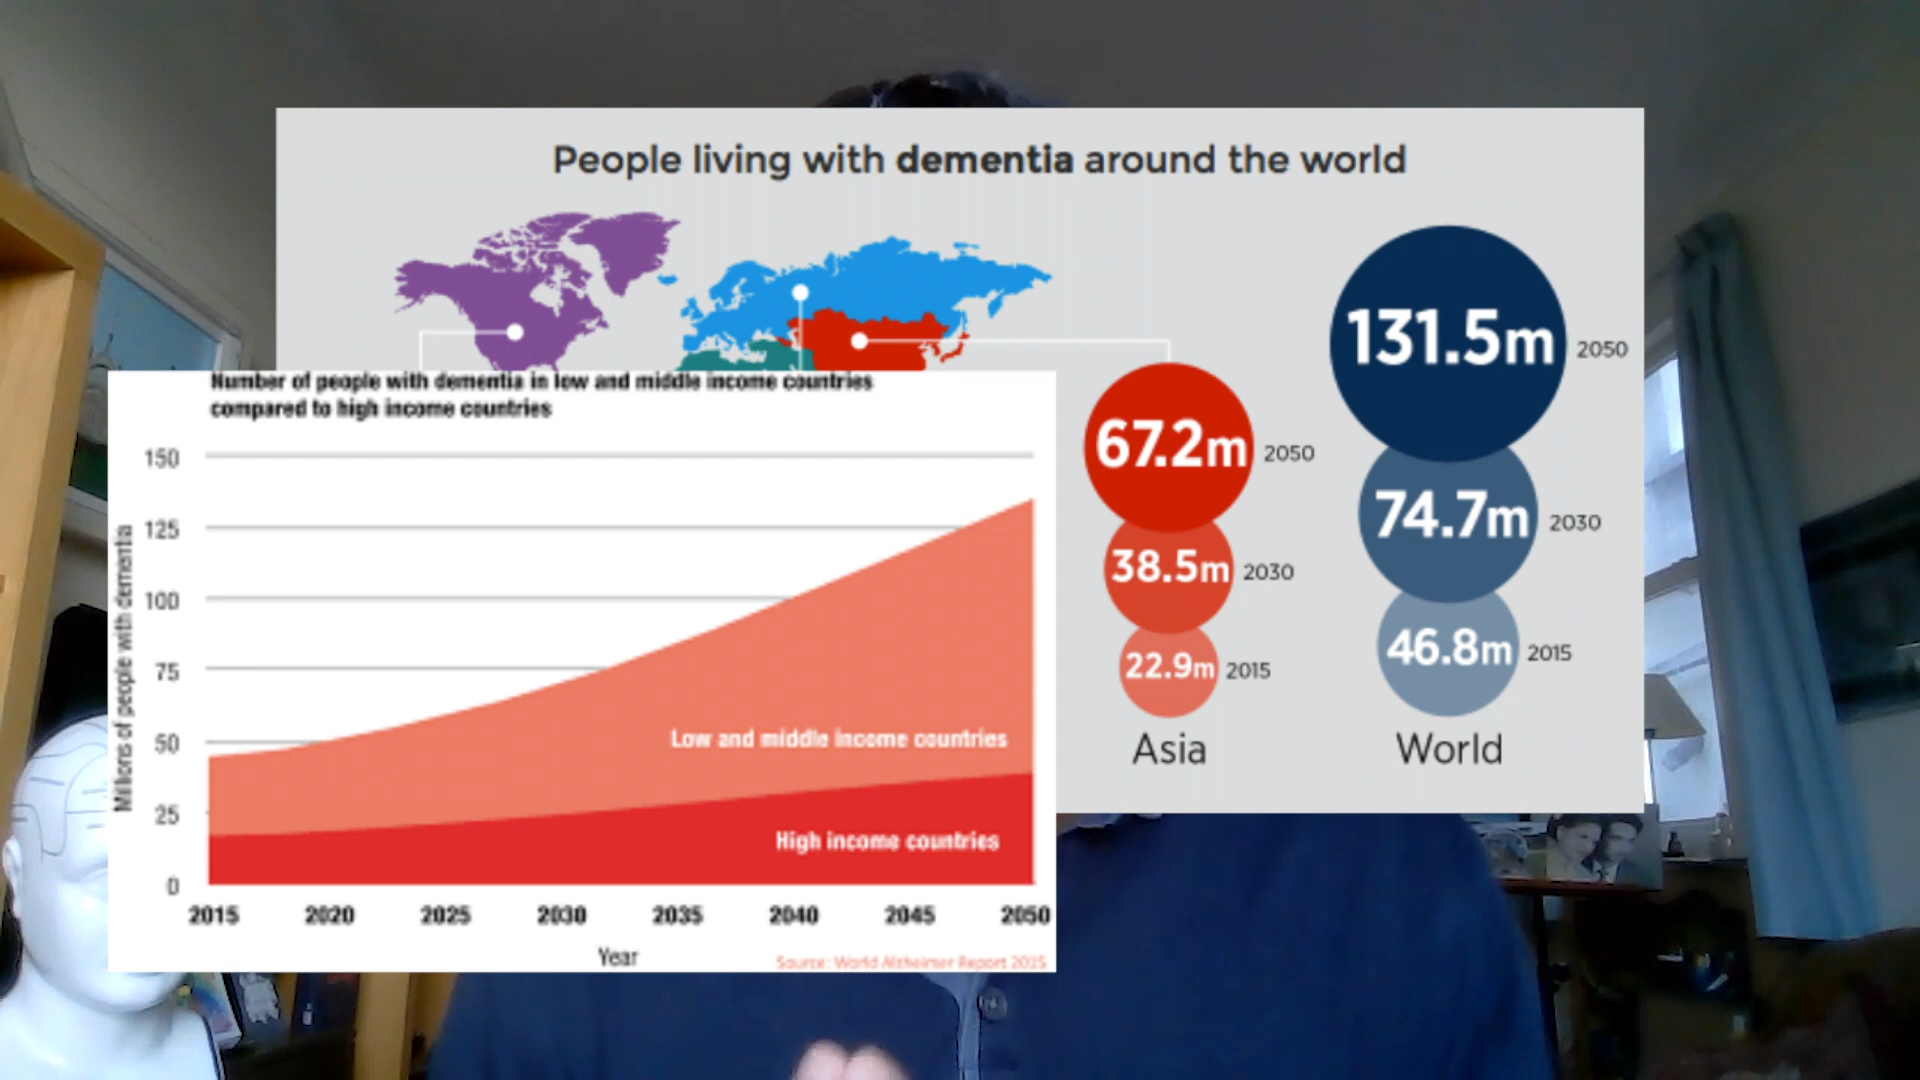 People living with dementia around the world
131.5m 2050
67.2m 2050
74.7m 2030
38.5m 2030
46.8m 2015
22.9m 2015
Asia
World
Number of people with dementia in low and middle income countries
compared to high income countries
Millions of people with dementia
150
125
100
75
50
25
0
Low and middle income countries
High income countries
2015 2020 2025 2030 2035 2040 2045 2050
Year
Source: World Alzheimer Report 2015